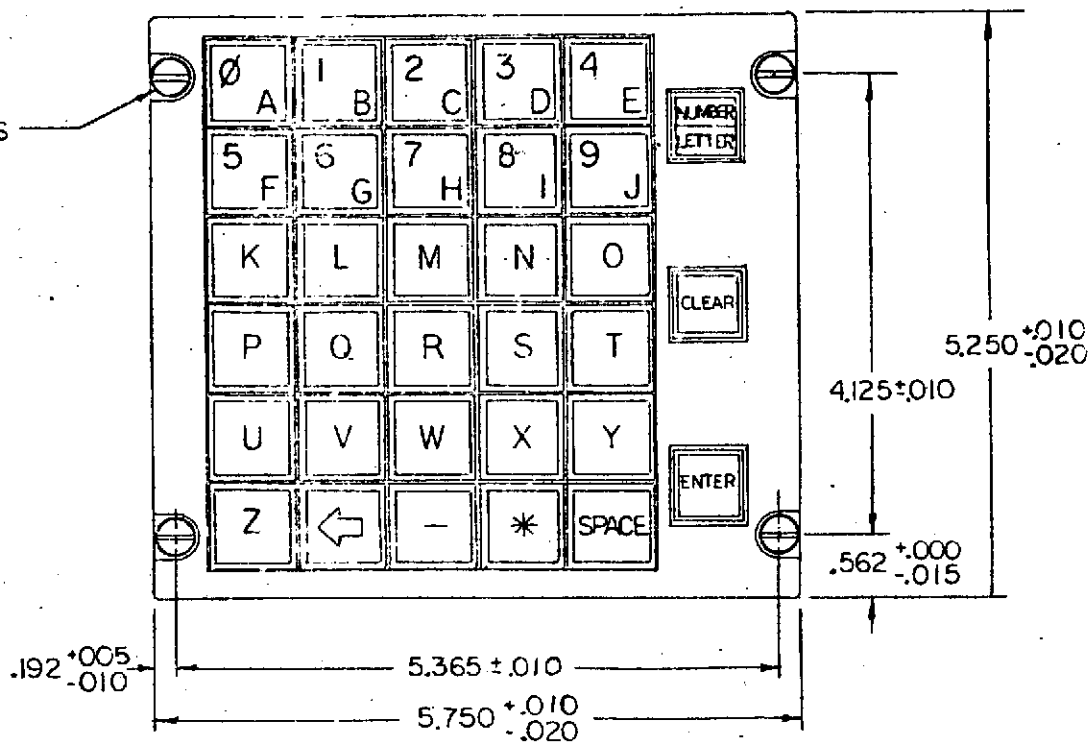 Ø 1 2 3 4
A B C D E
NUMBER
LETTER
S
5 6 7 8 9
F G H I J
K L M N O
CLEAR
P Q R S T
5.250 +.010 -.020
4.125 ±.010
U V W X Y
ENTER
Z — * SPACE
.562 +.000 -.015
.192 +005 -010
5.365 ±.010
5.750 +.010 -.020